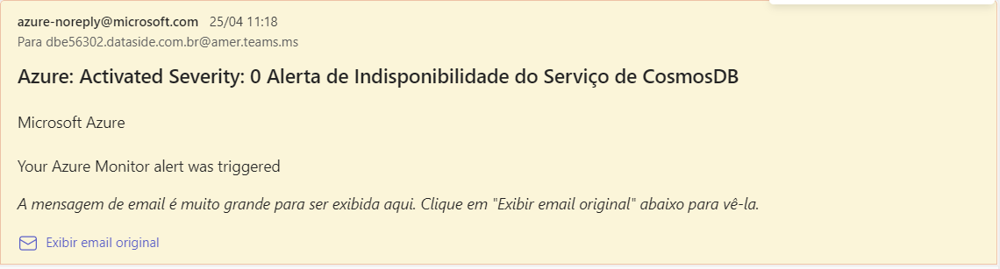 azure-noreply@microsoft.com 25/04 11:18
Para dbe56302.dataside.com.br@amer.teams.ms
Azure: Activated Severity: 0 Alerta de Indisponibilidade do Serviço de CosmosDB
Microsoft Azure
Your Azure Monitor alert was triggered
A mensagem de email é muito grande para ser exibida aqui. Clique em "Exibir email original" abaixo para vê-la.
Exibir email original